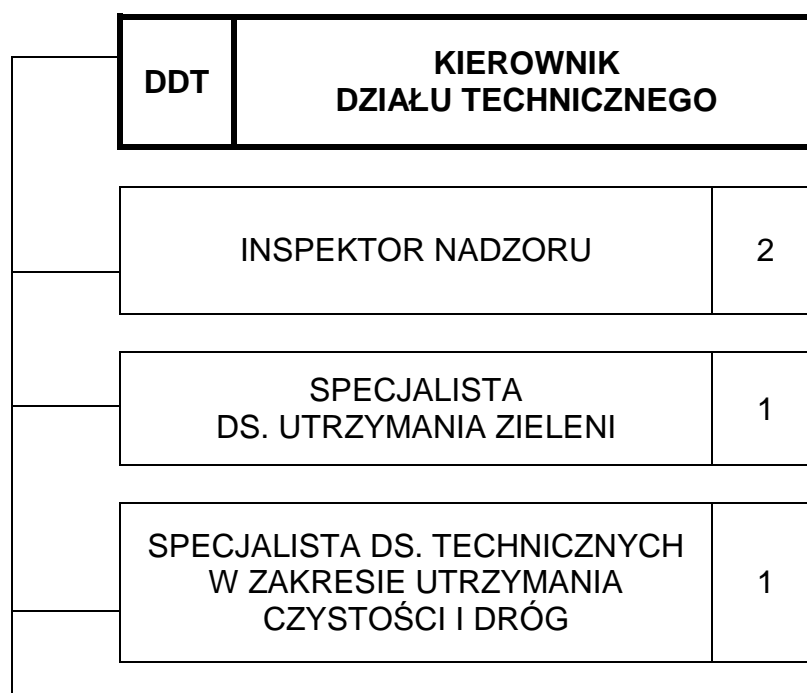 DDT
KIEROWNIK
DZIAŁU TECHNICZNEGO
INSPEKTOR NADZORU
2
SPECJALISTA
DS. UTRZYMANIA ZIELENI
1
SPECJALISTA DS. TECHNICZNYCH
W ZAKRESIE UTRZYMANIA
CZYSTOŚCI I DRÓG
1